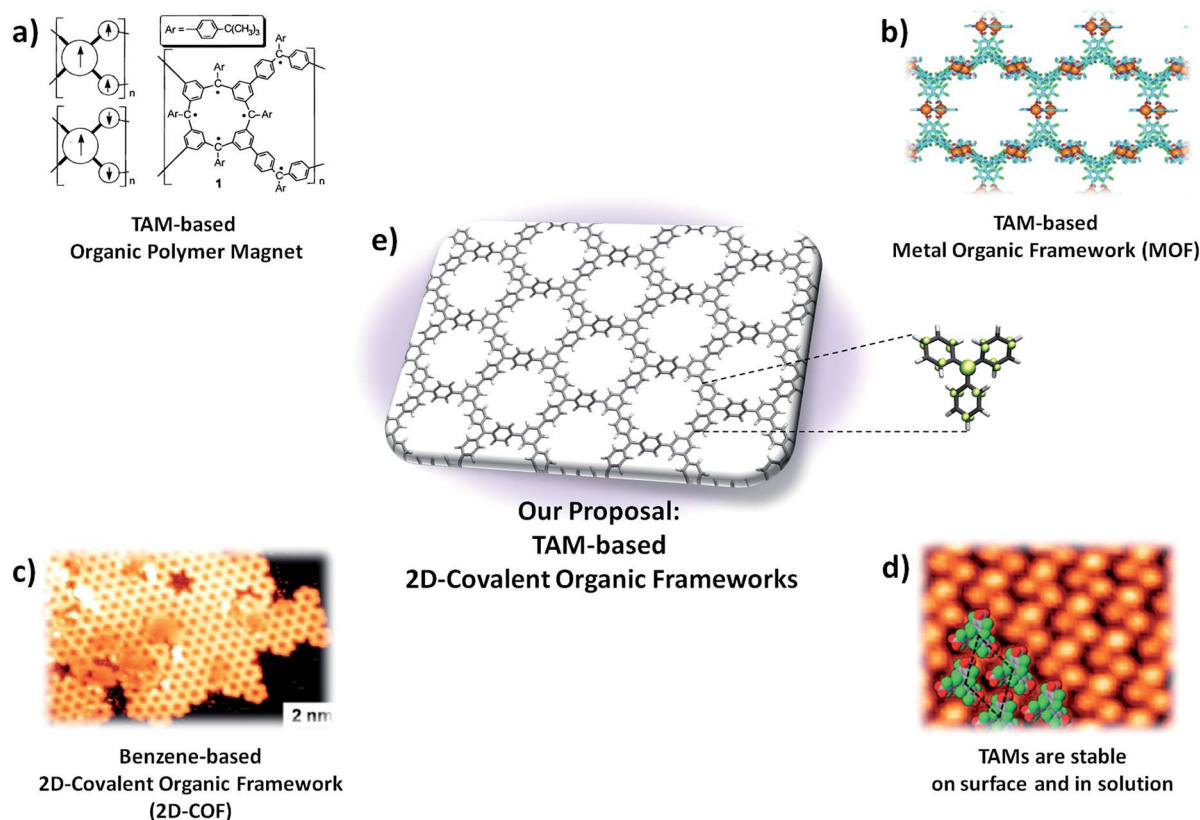 a)
Ar =
C(CH3)3
n
n
Ar
C
Ar
C
Ar–C
C–Ar
C
Ar
C
Ar
1
n
TAM-based
Organic Polymer Magnet
b)
TAM-based
Metal Organic Framework (MOF)
e)
Our Proposal:
TAM-based
2D-Covalent Organic Frameworks
c)
2 nm
Benzene-based
2D-Covalent Organic Framework
(2D-COF)
d)
TAMs are stable
on surface and in solution